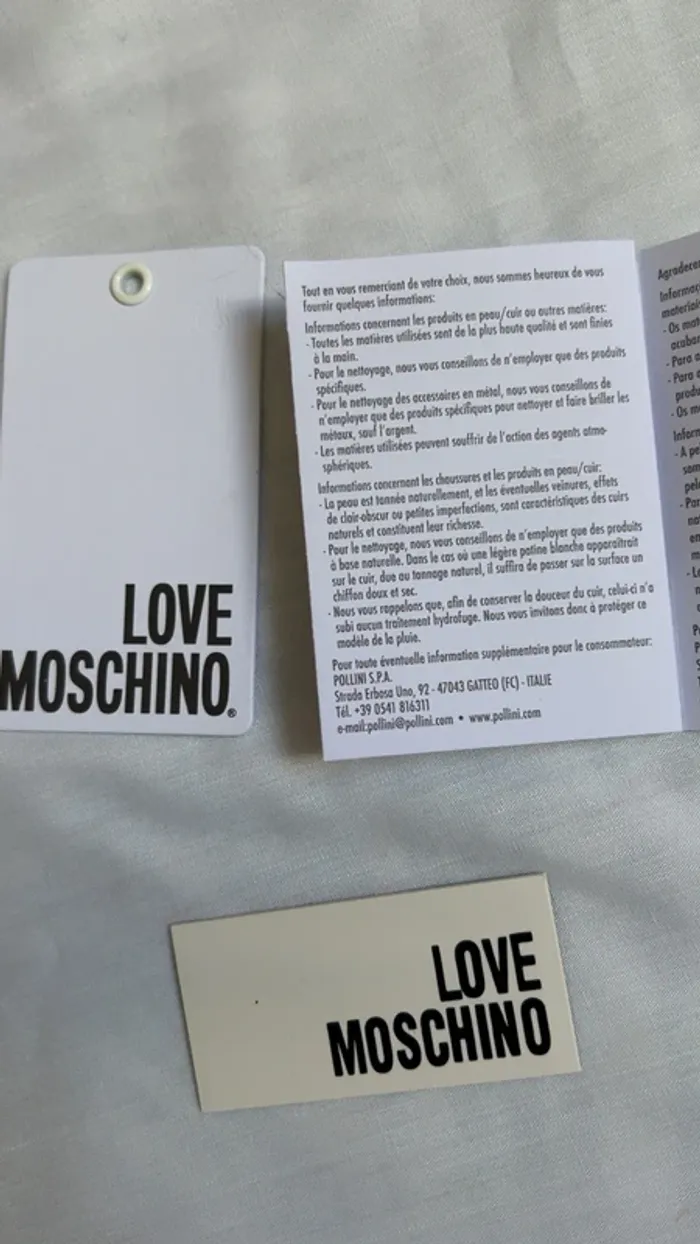 LOVE
MOSCHINO®
Tout en vous remerciant de votre choix, nous sommes heureux de vous
fournir quelques informations:
Informations concernant les produits en peau/cuir ou autres matières:
- Toutes les matières utilisées sont de la plus haute qualité et sont finies
à la main.
- Pour le nettoyage, nous vous conseillons de n'employer que des produits
spécifiques.
- Pour le nettoyage des accessoires en métal, nous vous conseillons de
n'employer que des produits spécifiques pour nettoyer et faire briller les
métaux, sauf l'argent.
- Les matières utilisées peuvent souffrir de l'action des agents atmo-
sphériques.
Informations concernant les chaussures et les produits en peau/cuir:
- La peau est tannée naturellement, et les éventuelles veinures, effets
de clair-obscur ou petites imperfections, sont caractéristiques des cuirs
naturels et constituent leur richesse.
- Pour le nettoyage, nous vous conseillons de n'employer que des produits
à base naturelle. Dans le cas où une légère patine blanche apparaîtrait
sur le cuir, due au tannage naturel, il suffira de passer sur la surface un
chiffon doux et sec.
- Nous vous rappelons que, afin de conserver la douceur du cuir, celui-ci n'a
subi aucun traitement hydrofuge. Nous vous invitons donc à protéger ce
modèle de la pluie.
Pour toute éventuelle information supplémentaire pour le consommateur:
POLLINI S.P.A.
Strada Erbosa Uno, 92 - 47043 GATTEO (FC) - ITALIE
Tél. +39 0541 816311
e-mail:pollini@pollini.com • www.pollini.com
- Os
- Para
- Para
- Os
- A
LOVE
MOSCHINO